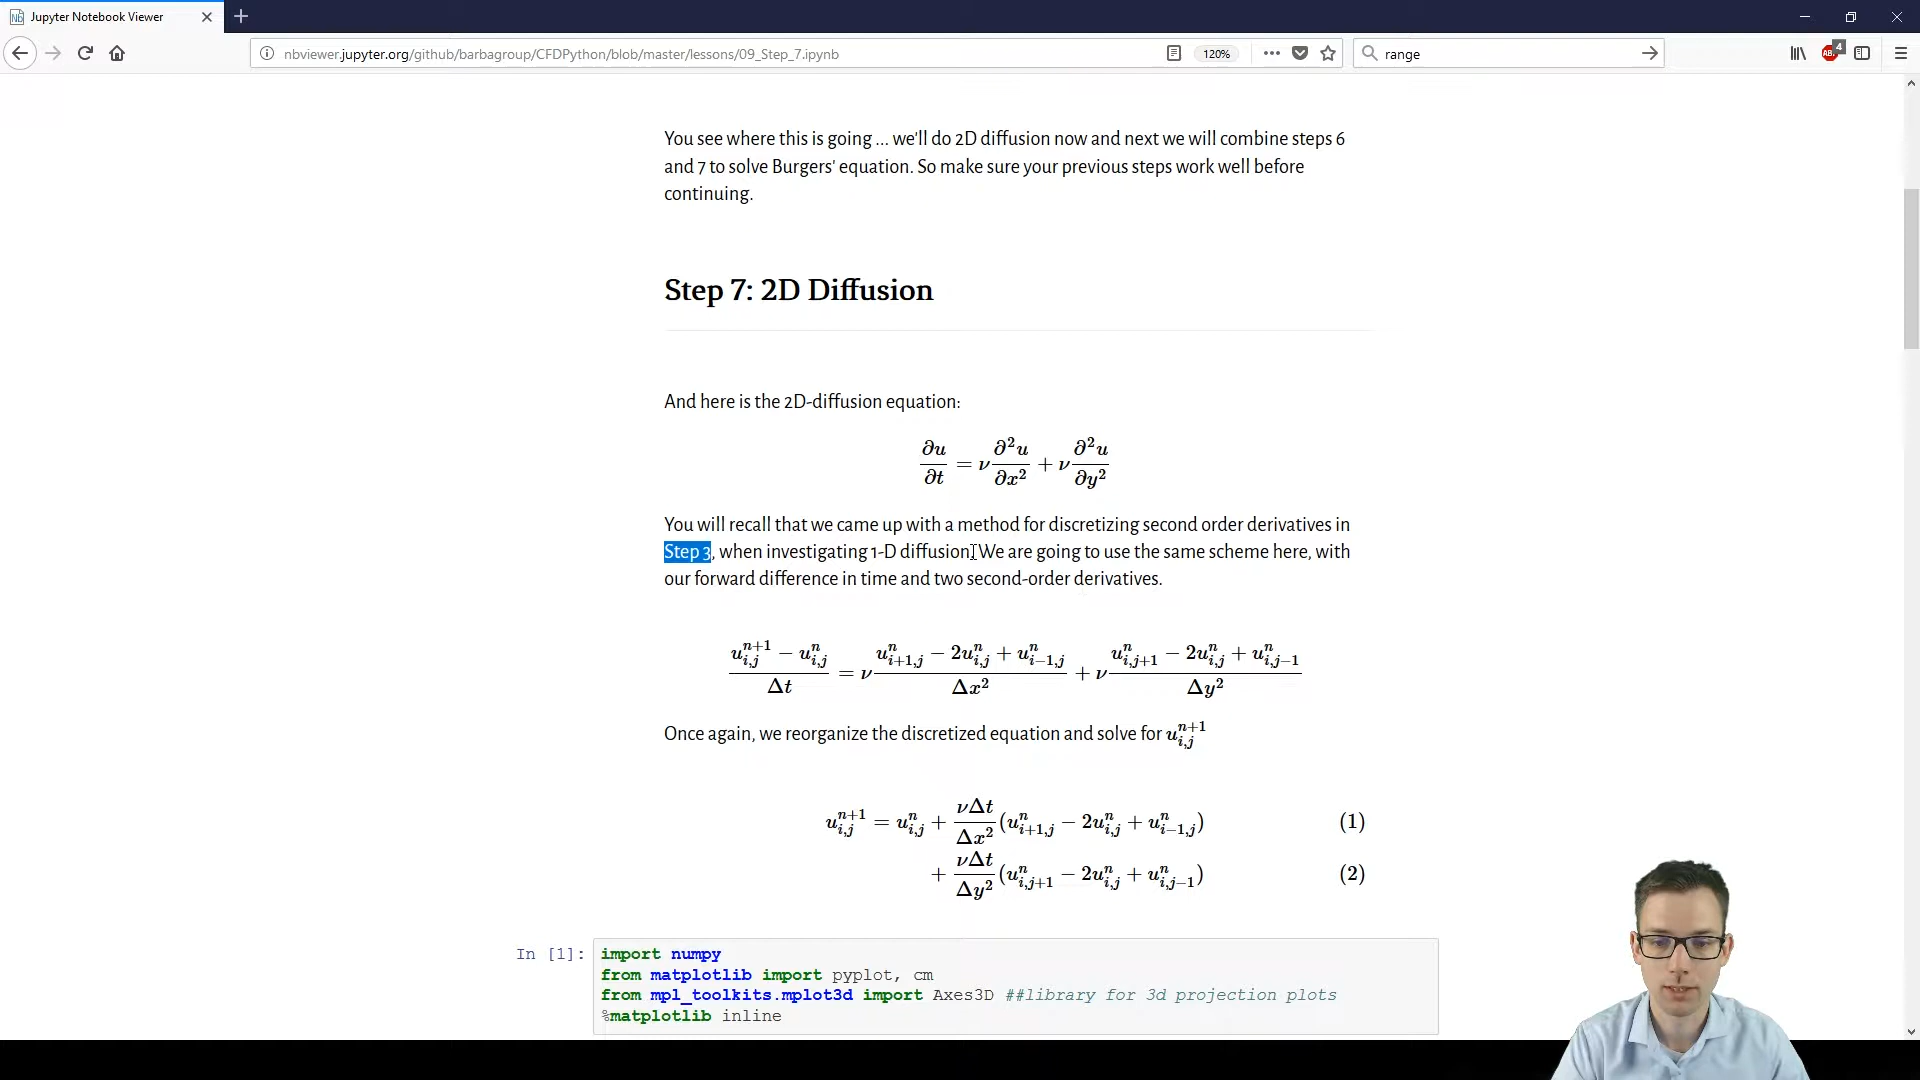 Jupyter Notebook Viewer
nbviewer.jupyter.org/github/barbagroup/CFDPython/blob/master/lessons/09_Step_7.ipynb
120%
range
4
You see where this is going ... we'll do 2D diffusion now and next we will combine steps 6
and 7 to solve Burgers' equation. So make sure your previous steps work well before
continuing.
Step 7: 2D Diffusion
And here is the 2D-diffusion equation:
∂u/∂t = ν ∂²u/∂x² + ν ∂²u/∂y²
You will recall that we came up with a method for discretizing second order derivatives in
Step 3, when investigating 1-D diffusion. We are going to use the same scheme here, with
our forward difference in time and two second-order derivatives.
(u_{i,j}^{n+1} − u_{i,j}^{n})/Δt = ν (u_{i+1,j}^{n} − 2u_{i,j}^{n} + u_{i−1,j}^{n})/Δx² + ν (u_{i,j+1}^{n} − 2u_{i,j}^{n} + u_{i,j−1}^{n})/Δy²
Once again, we reorganize the discretized equation and solve for u_{i,j}^{n+1}
u_{i,j}^{n+1} = u_{i,j}^{n} + νΔt/Δx² (u_{i+1,j}^{n} − 2u_{i,j}^{n} + u_{i−1,j}^{n}) (1)
+ νΔt/Δy² (u_{i,j+1}^{n} − 2u_{i,j}^{n} + u_{i,j−1}^{n}) (2)
In [1]: import numpy
from matplotlib import pyplot, cm
from mpl_toolkits.mplot3d import Axes3D ##library for 3d projection plots
%matplotlib inline